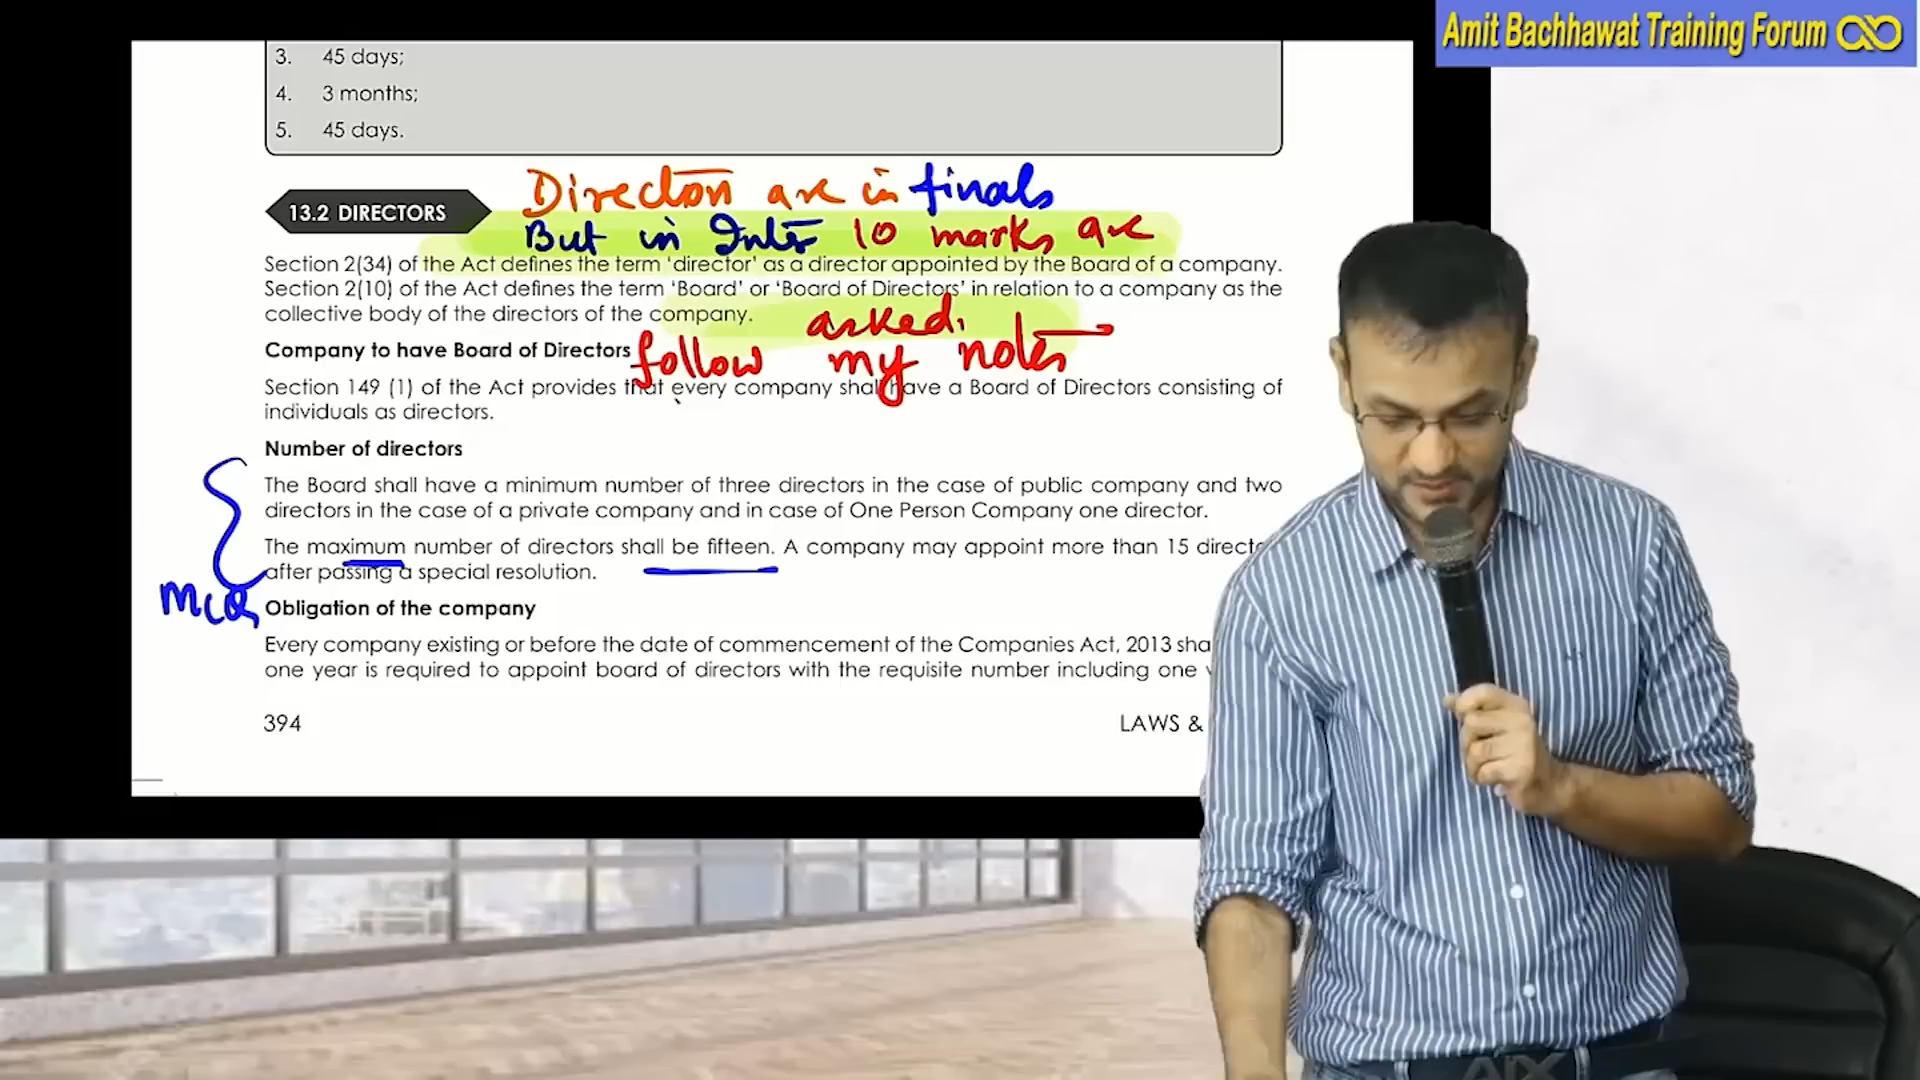 Amit Bachhawat Training Forum
3. 45 days;
4. 3 months;
5. 45 days.
13.2 DIRECTORS
Directors are in finals
But in Inter 10 marks are
Section 2(34) of the Act defines the term ‘director’ as a director appointed by the Board of a company.
Section 2(10) of the Act defines the term ‘Board’ or ‘Board of Directors’ in relation to a company as the
collective body of the directors of the company.
asked.
Company to have Board of Directors
follow my notes
Section 149 (1) of the Act provides that every company shall have a Board of Directors consisting of
individuals as directors.
Number of directors
The Board shall have a minimum number of three directors in the case of public company and two
directors in the case of a private company and in case of One Person Company one director.
The maximum number of directors shall be fifteen. A company may appoint more than 15 direct
after passing a special resolution.
MCQs
Obligation of the company
Every company existing or before the date of commencement of the Companies Act, 2013 sha
one year is required to appoint board of directors with the requisite number including one
394
LAWS &